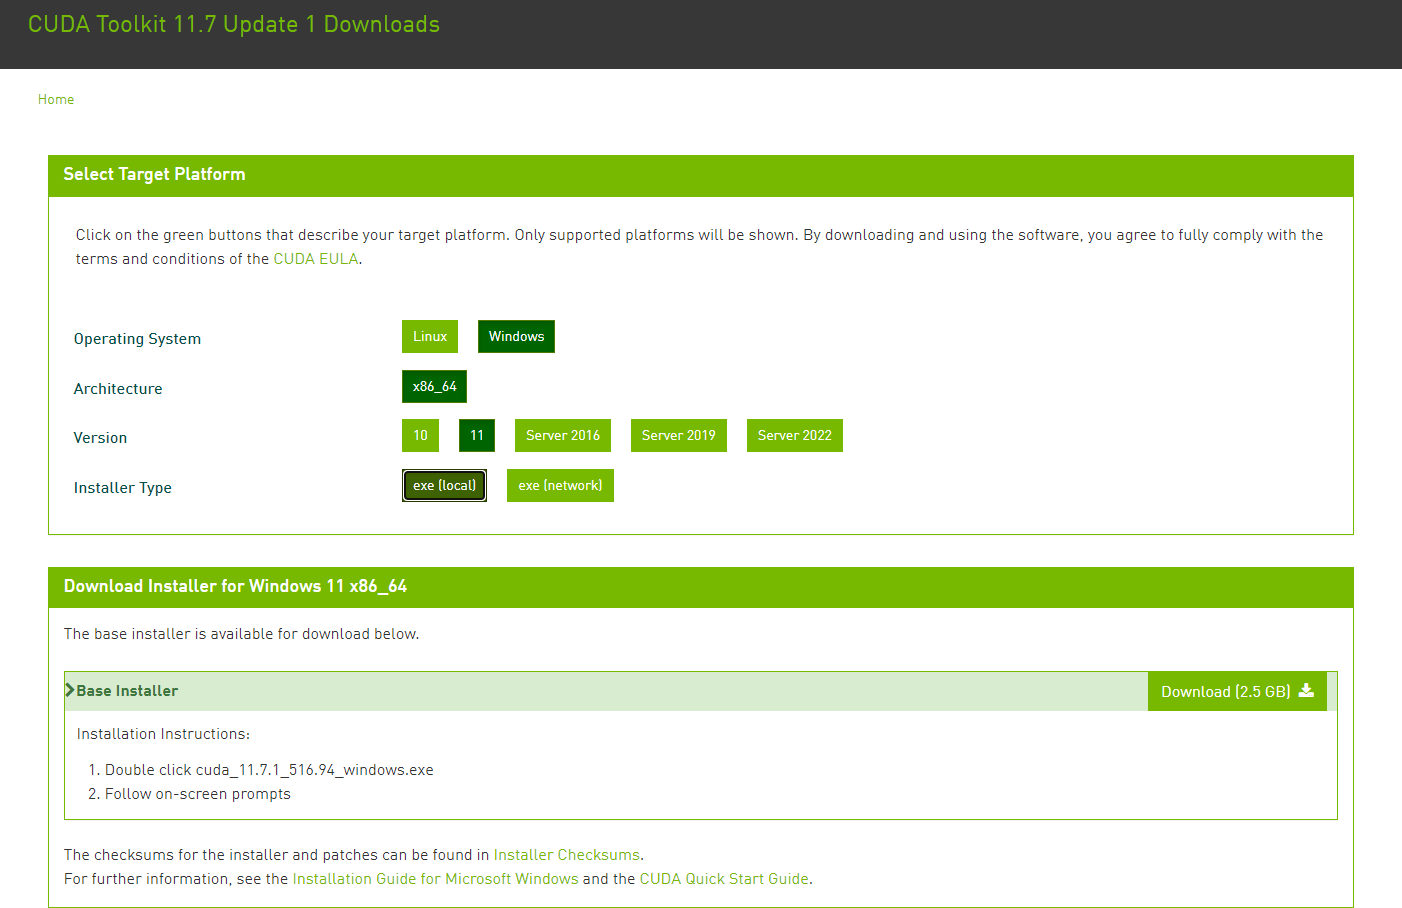 CUDA Toolkit 11.7 Update 1 Downloads
Home
Select Target Platform
Click on the green buttons that describe your target platform. Only supported platforms will be shown. By downloading and using the software, you agree to fully comply with the
terms and conditions of the CUDA EULA.
Operating System Linux Windows
Architecture x86_64
Version 10 11 Server 2016 Server 2019 Server 2022
Installer Type exe (local) exe (network)
Download Installer for Windows 11 x86_64
The base installer is available for download below.
Base Installer Download (2.5 GB)
Installation Instructions:
1. Double click cuda_11.7.1_516.94_windows.exe
2. Follow on-screen prompts
The checksums for the installer and patches can be found in Installer Checksums.
For further information, see the Installation Guide for Microsoft Windows and the CUDA Quick Start Guide.